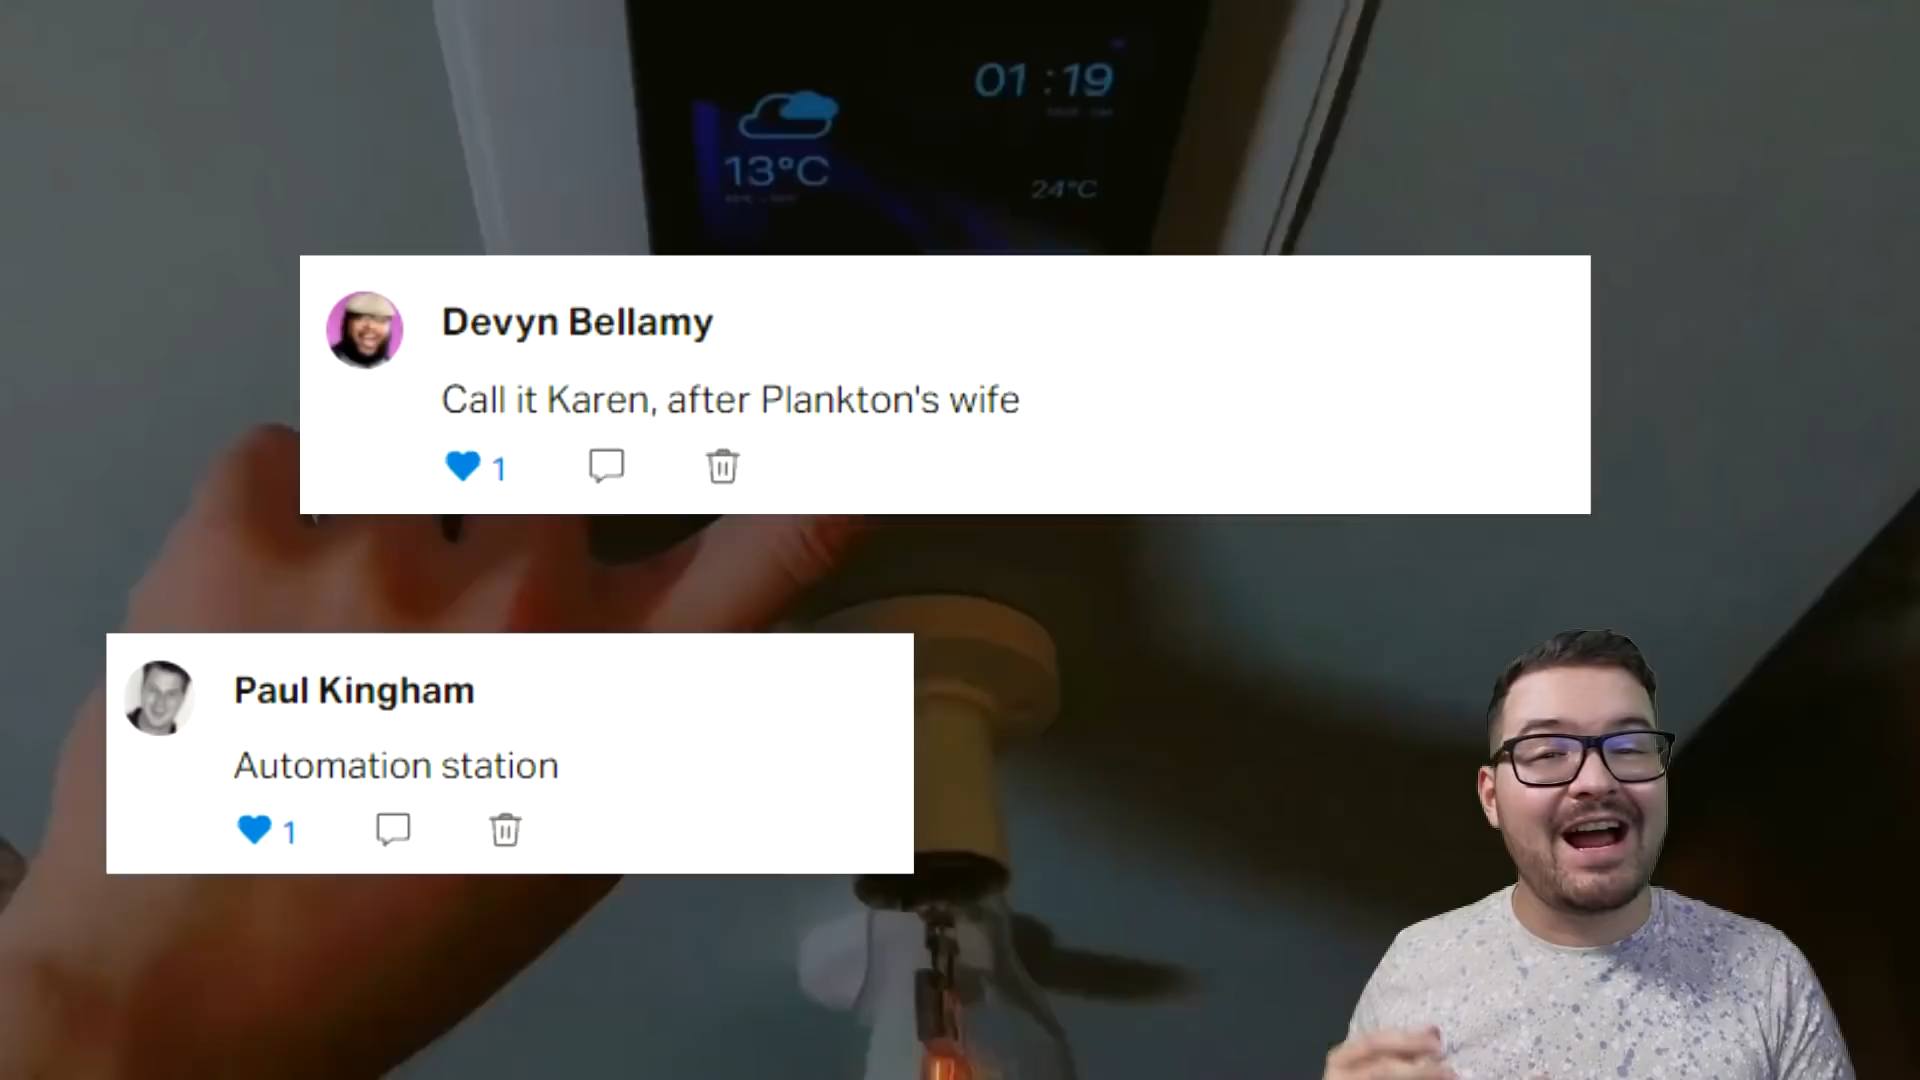 01:19
13°C
24°C
Devyn Bellamy
Call it Karen, after Plankton's wife
1
Paul Kingham
Automation station
1